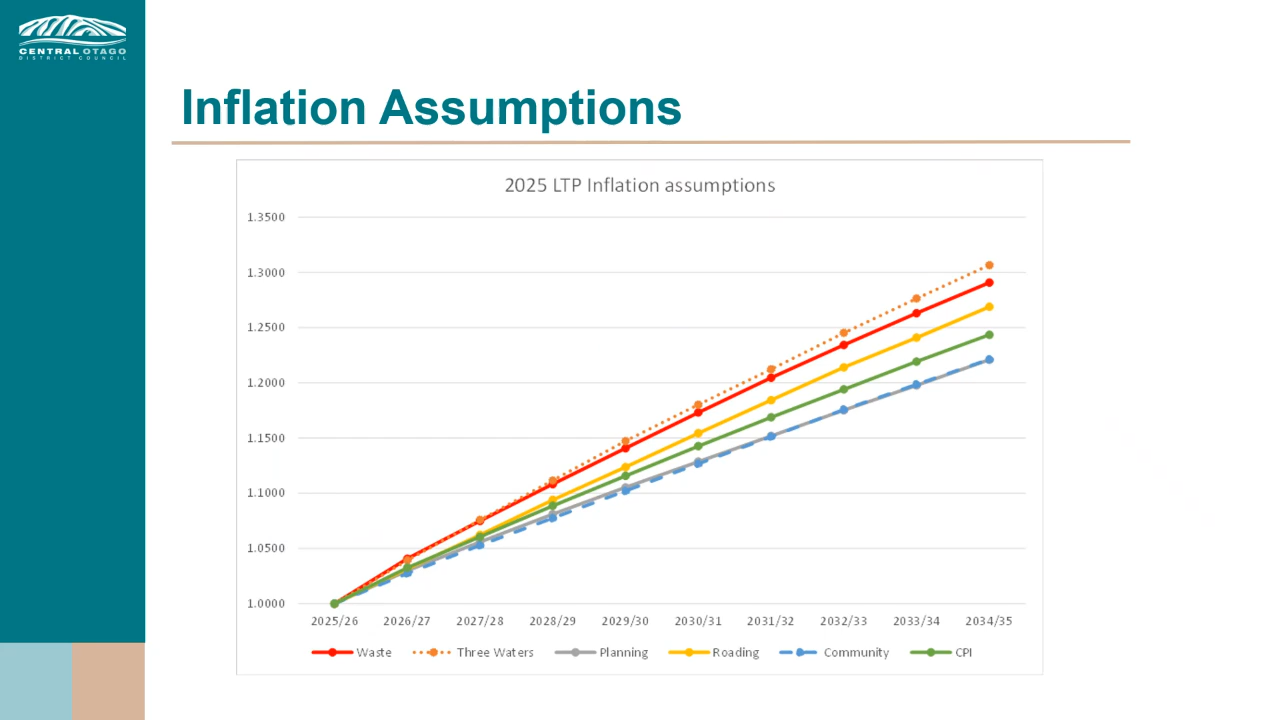 CENTRAL OTAGO
DISTRICT COUNCIL
Inflation Assumptions
2025 LTP Inflation assumptions
1.3500
1.3000
1.2500
1.2000
1.1500
1.1000
1.0500
1.0000
2025/26 2026/27 2027/28 2028/29 2029/30 2030/31 2031/32 2032/33 2033/34 2034/35
Waste Three Waters Planning Roading Community CPI